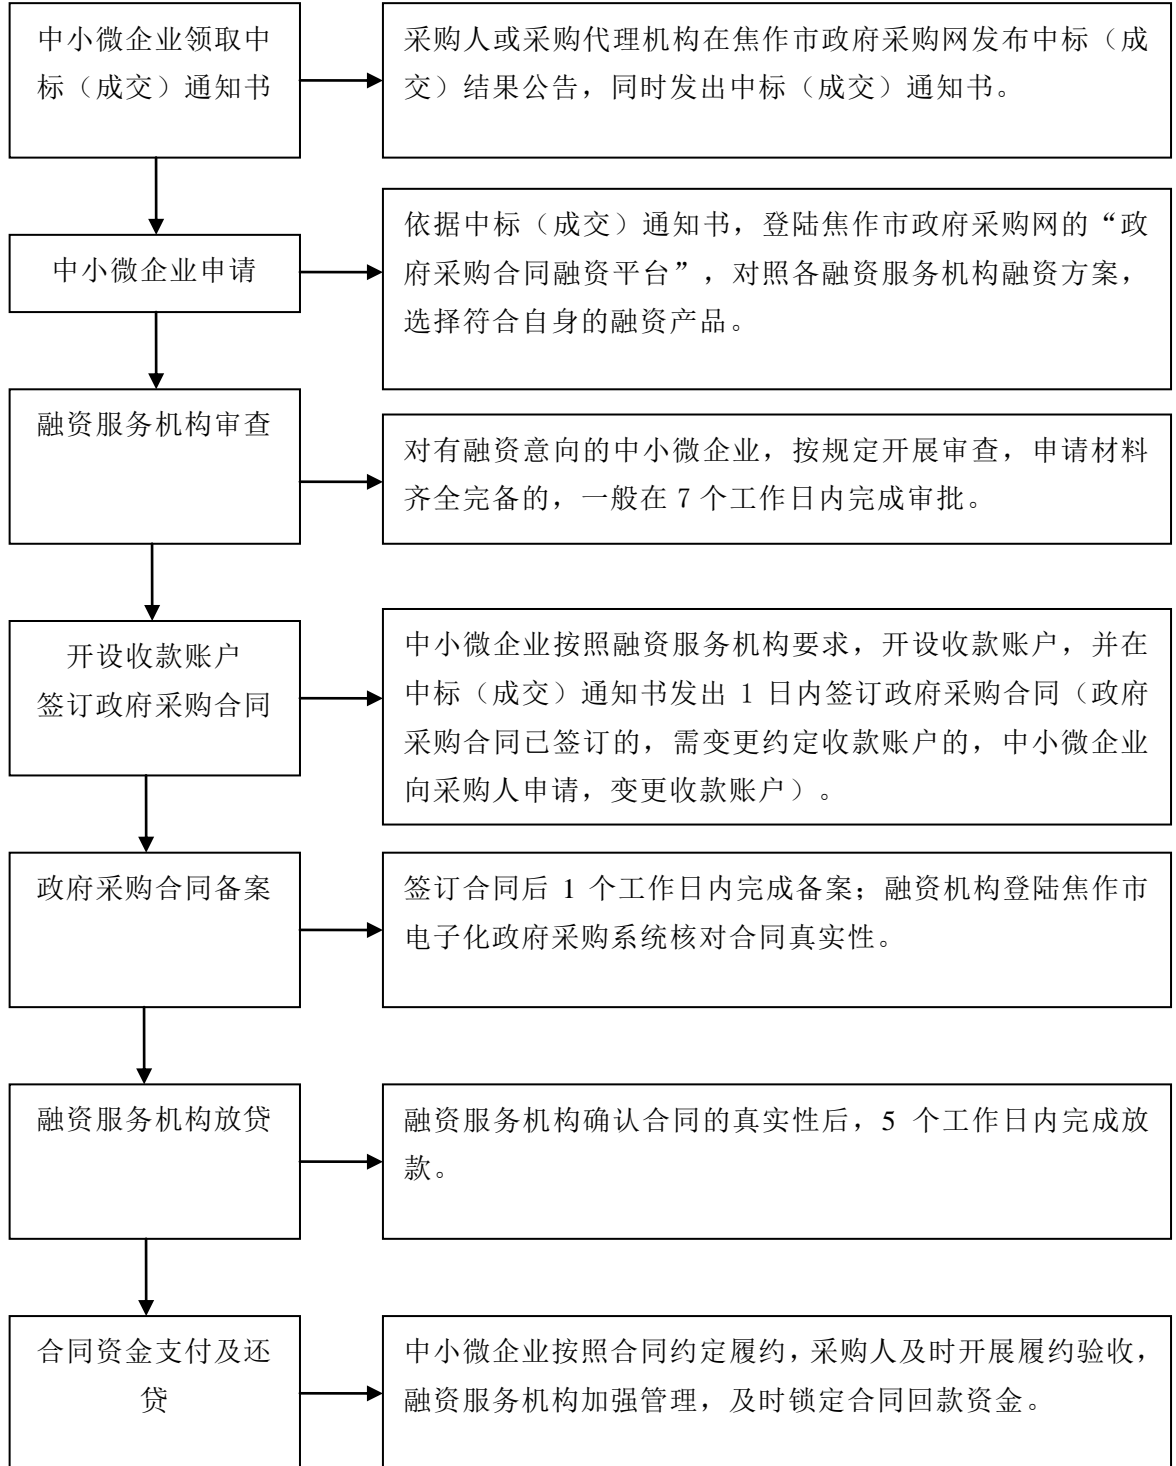 中小微企业领取中
标（成交）通知书
采购人或采购代理机构在焦作市政府采购网发布中标（成
交）结果公告，同时发出中标（成交）通知书。
中小微企业申请
依据中标（成交）通知书，登陆焦作市政府采购网的“政
府采购合同融资平台”，对照各融资服务机构融资方案，
选择符合自身的融资产品。
融资服务机构审查
对有融资意向的中小微企业，按规定开展审查，申请材料
齐全完备的，一般在 7 个工作日内完成审批。
开设收款账户
签订政府采购合同
中小微企业按照融资服务机构要求，开设收款账户，并在
中标（成交）通知书发出 1 日内签订政府采购合同（政府
采购合同已签订的，需变更约定收款账户的，中小微企业
向采购人申请，变更收款账户）。
政府采购合同备案
签订合同后 1 个工作日内完成备案；融资机构登陆焦作市
电子化政府采购系统核对合同真实性。
融资服务机构放贷
融资服务机构确认合同的真实性后，5 个工作日内完成放
款。
合同资金支付及还
贷
中小微企业按照合同约定履约，采购人及时开展履约验收，
融资服务机构加强管理，及时锁定合同回款资金。